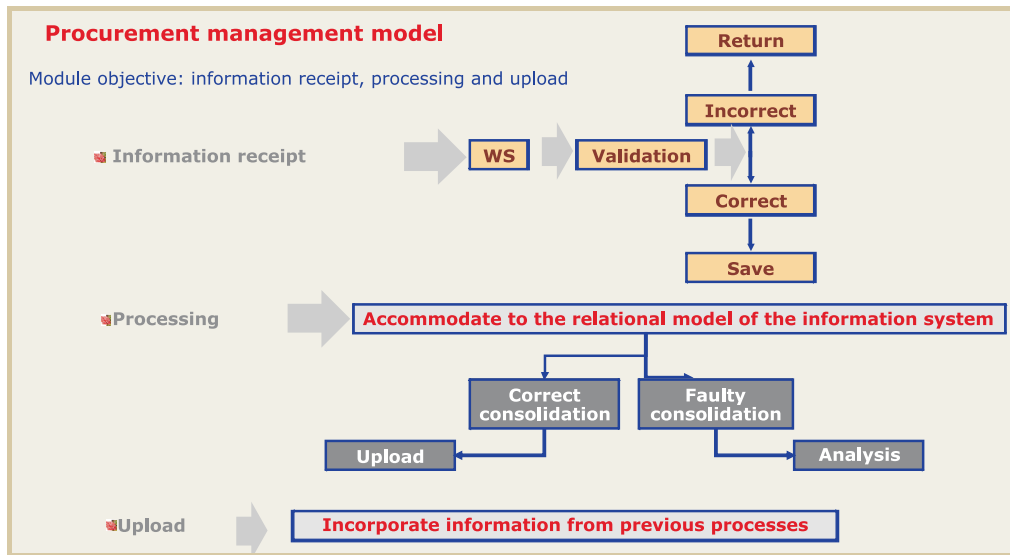 Procurement management model
Module objective: information receipt, processing and upload
Return
Incorrect
Information receipt
WS
Validation
Correct
Save
Processing
Accommodate to the relational model of the information system
Correct
consolidation
Faulty
consolidation
Upload
Analysis
Upload
Incorporate information from previous processes